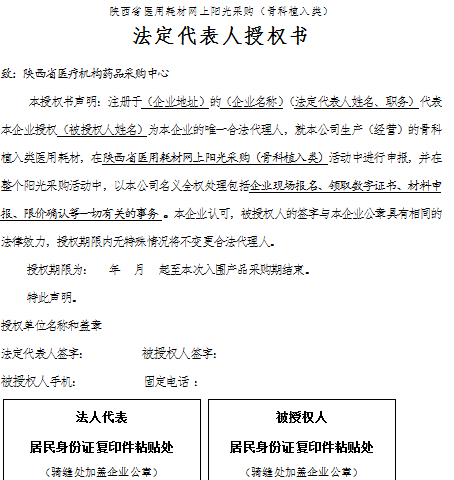 陕西省医用耗材网上阳光采购（骨科植入类）
法定代表人授权书
致：陕西省医疗机构药品采购中心
本授权书声明：注册于（企业地址）的（企业名称）（法定代表人姓名、职务）代表
本企业授权（被授权人姓名）为本企业的唯一合法代理人，就本公司生产（经营）的骨科
植入类医用耗材，在陕西省医用耗材网上阳光采购（骨科植入类）活动中进行申报，并在
整个阳光采购活动中，以本公司名义全权处理包括企业现场报名、领取数字证书、材料申
报、限价确认等一切有关的事务 。本企业认可，被授权人的签字与本企业公章具有相同的
法律效力，授权期限内无特殊情况将不变更合法代理人。
授权期限为：　　年　月　起至本次入围产品采购期结束。
特此声明。
授权单位名称和盖章
法定代表人签字：　　　　被授权人签字：
被授权人手机：　　　　固定电话 ：
法人代表
居民身份证复印件粘贴处
（骑缝处加盖企业公章）
被授权人
居民身份证复印件粘贴处
（骑缝处加盖企业公章）